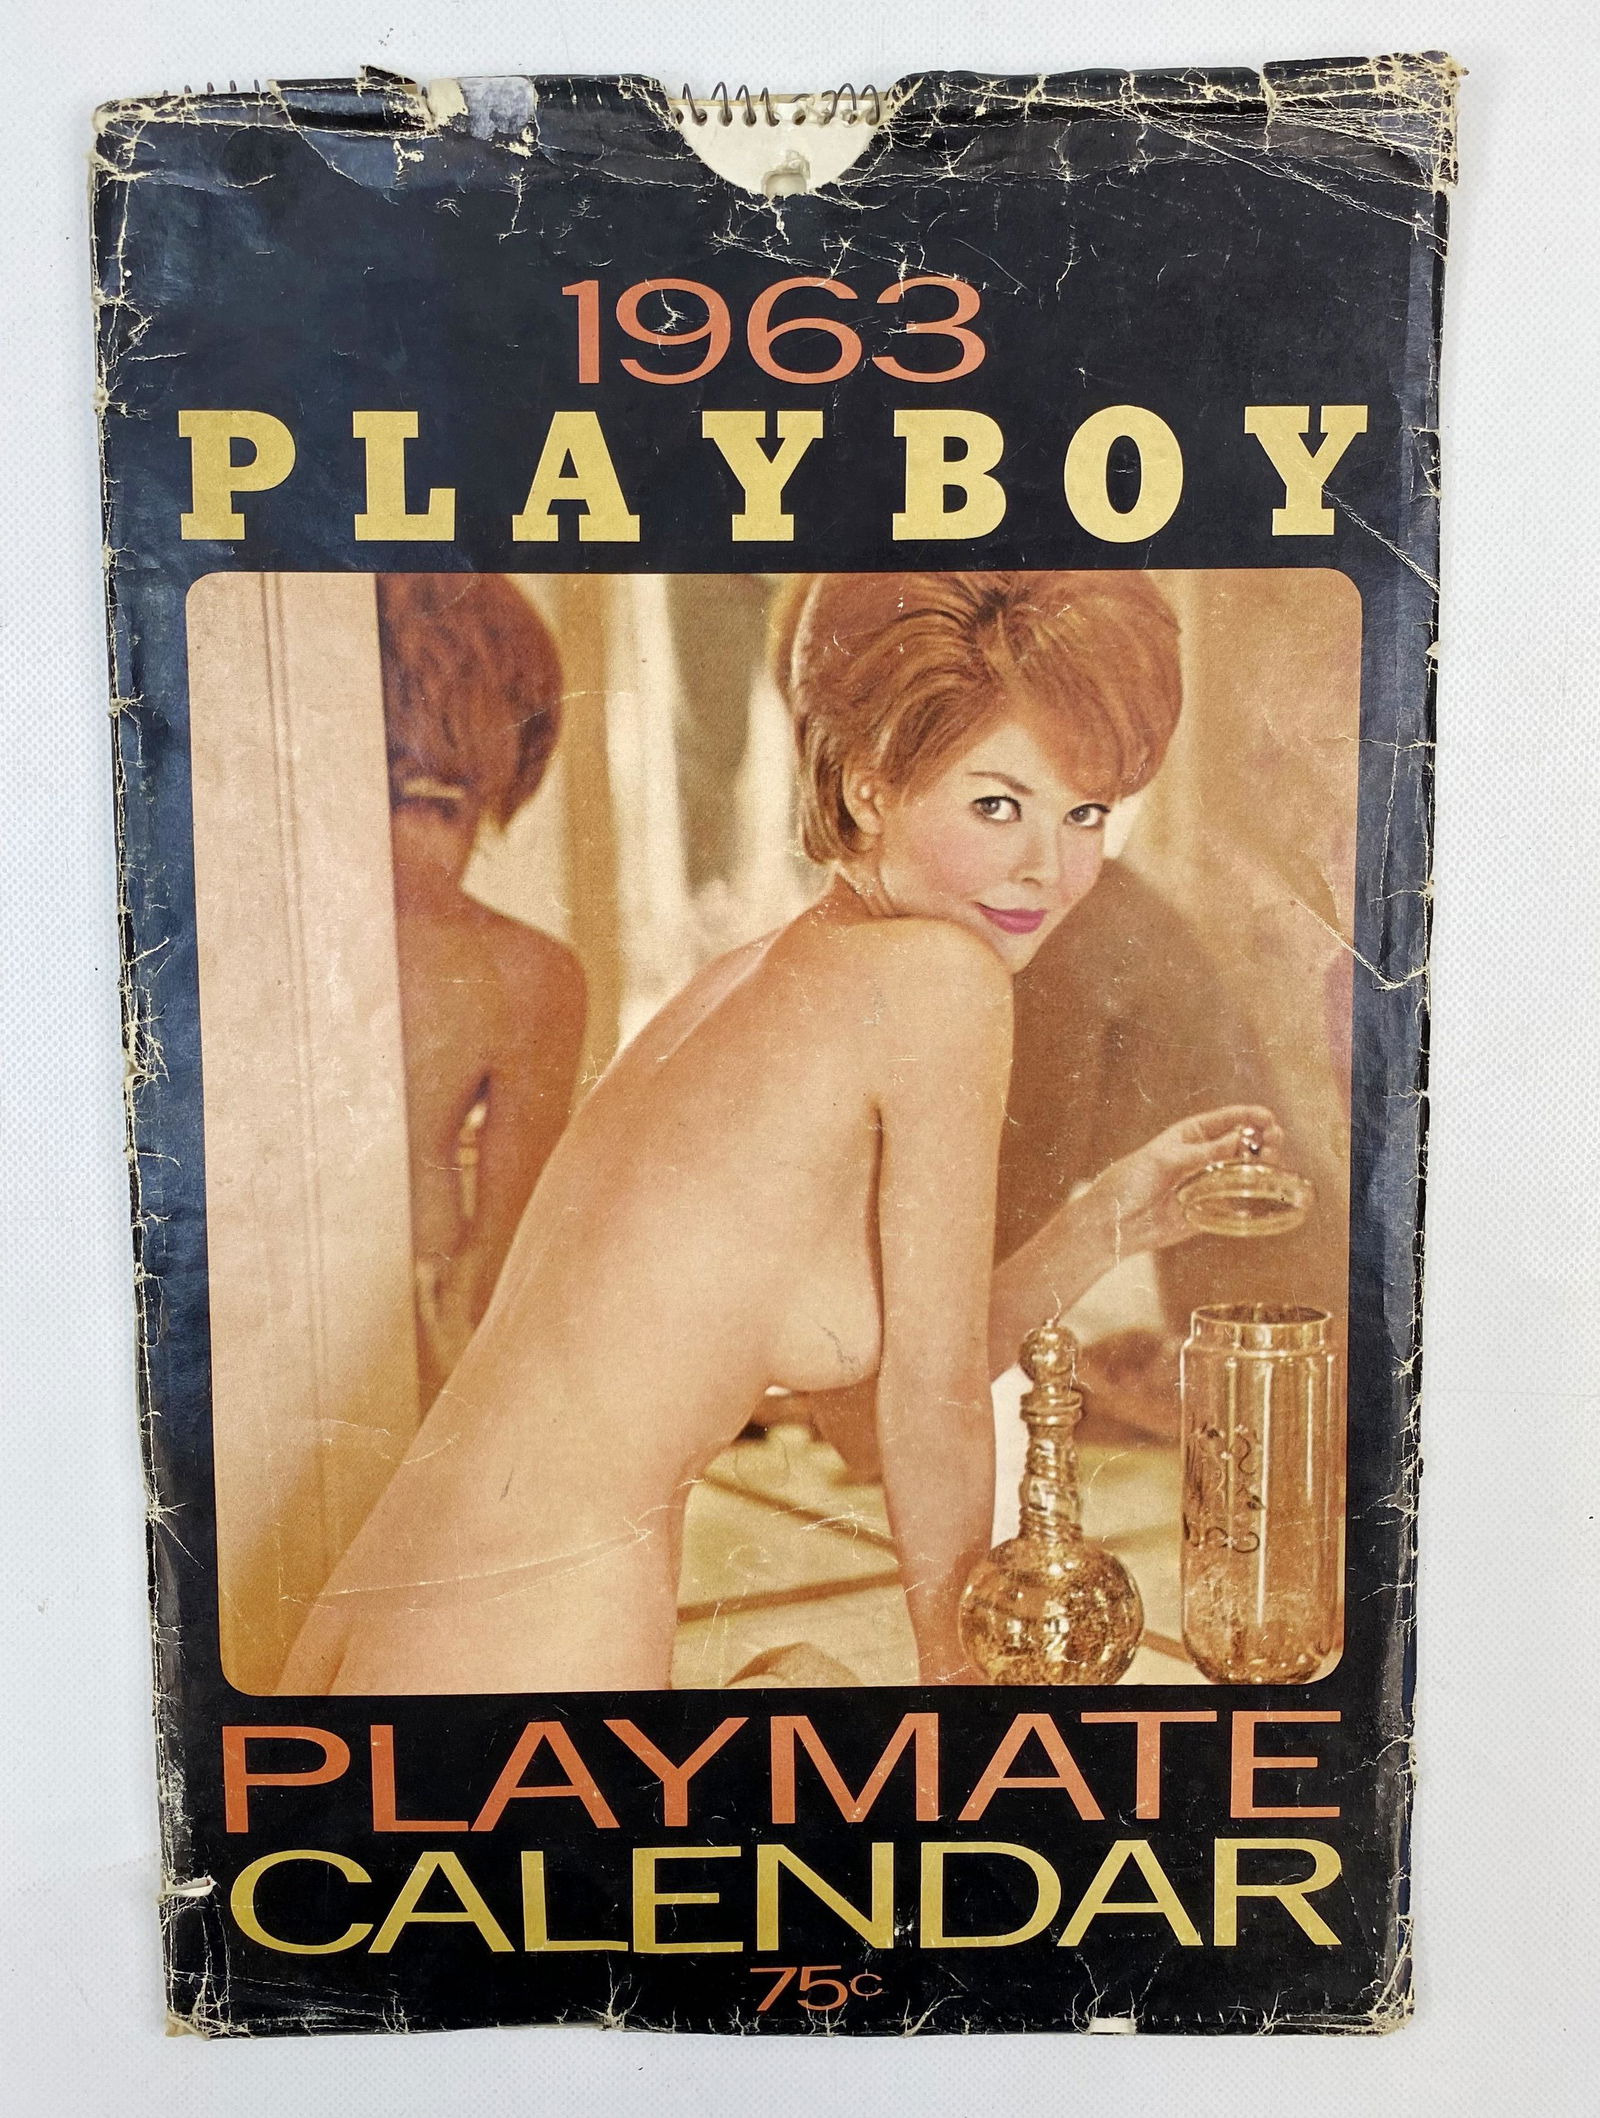 1963
PLAYBOY
PLAYMATE
CALENDAR
75¢